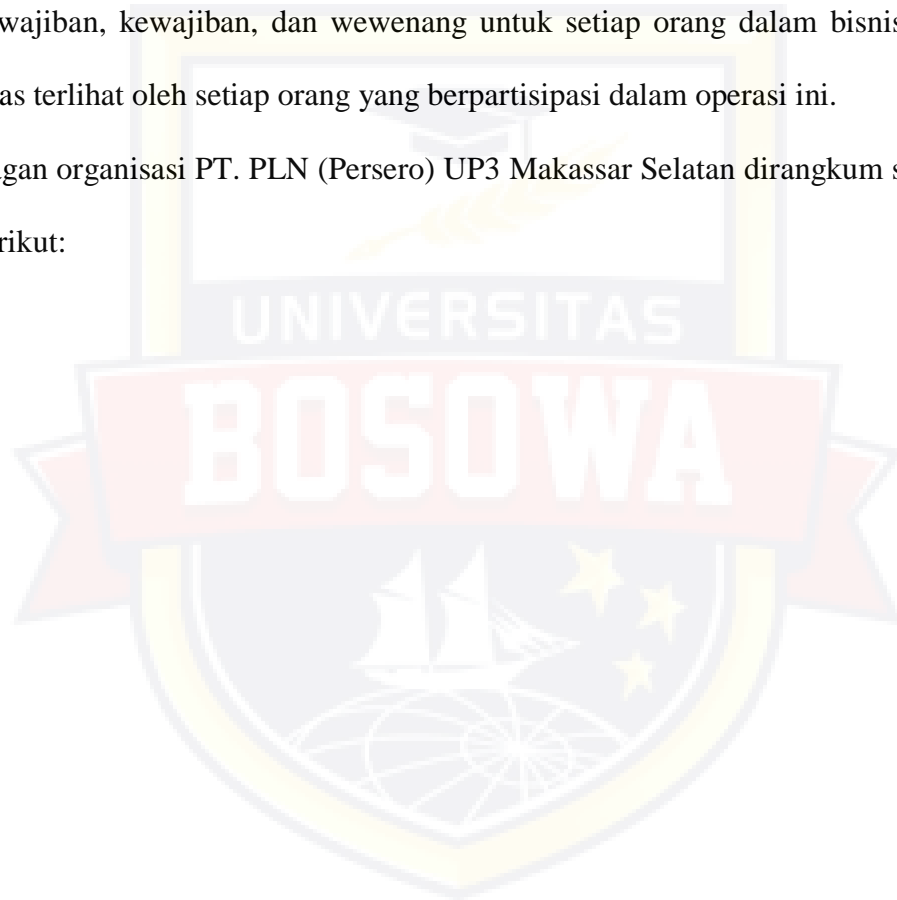 wajiban, kewajiban, dan wewenang untuk setiap orang dalam bisnis
as terlihat oleh setiap orang yang berpartisipasi dalam operasi ini.
gan organisasi PT. PLN (Persero) UP3 Makassar Selatan dirangkum s
rikut:
UNIVERSITAS
BOSOWA